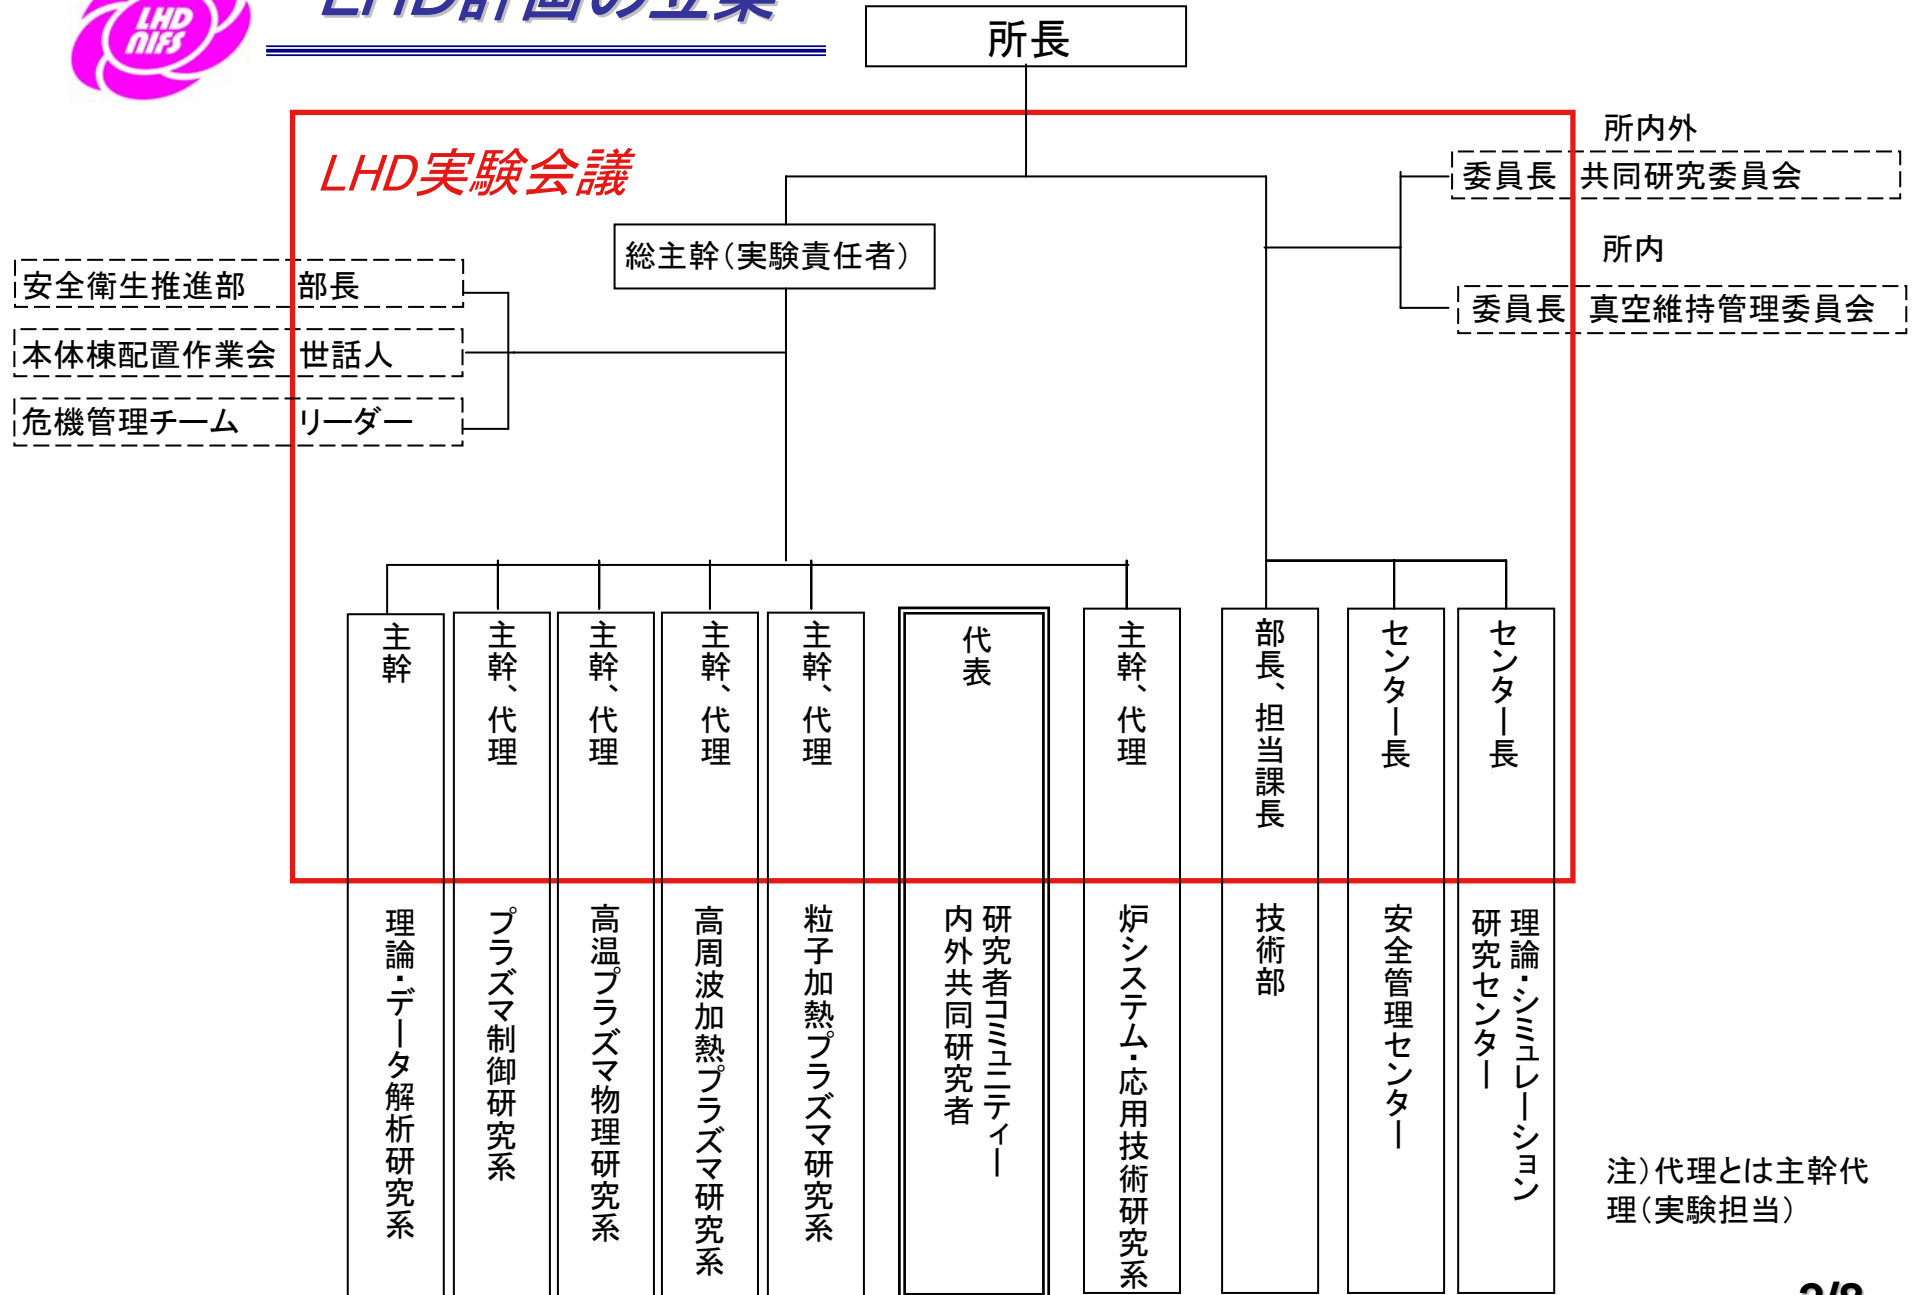 LHD計画の立案
LHD
NIFS
所長
LHD実験会議
所内外
委員長 共同研究委員会
総主幹(実験責任者)
所内
委員長 真空維持管理委員会
安全衛生推進部 部長
本体棟配置作業会 世話人
危機管理チーム リーダー
主幹
主幹、代理
主幹、代理
主幹、代理
主幹、代理
代表
主幹、代理
部長、担当課長
センター長
センター長
理論・データ解析研究系
プラズマ制御研究系
高温プラズマ物理研究系
高周波加熱プラズマ研究系
粒子加熱プラズマ研究系
研究者コミュニティー
内外共同研究者
炉システム・応用技術研究系
技術部
安全管理センター
理論・シミュレーション
研究センター
注)代理とは主幹代
理(実験担当)